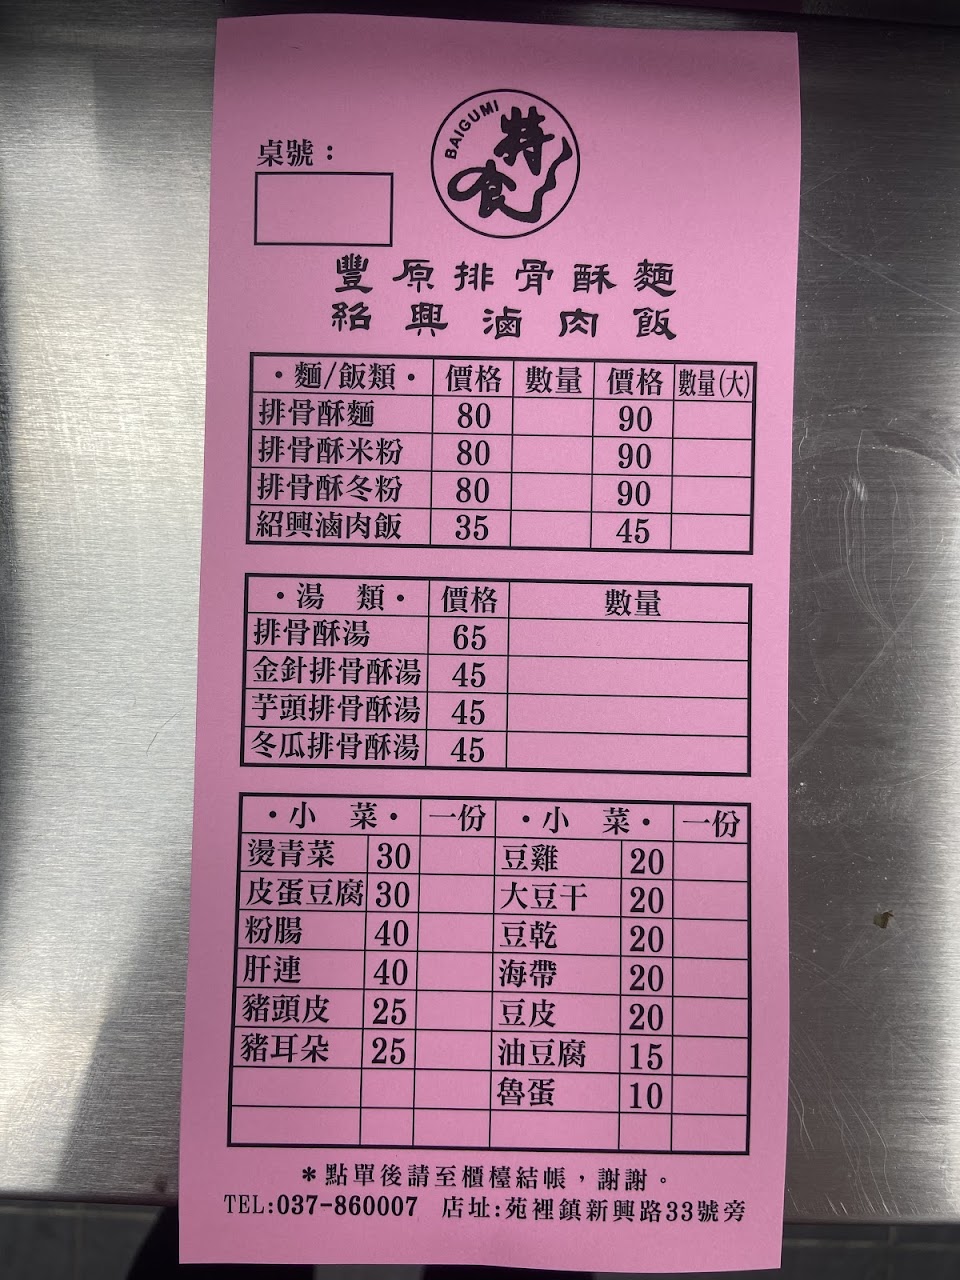 桌號：
BAIGUMI
特食
豐原排骨酥麵
紹興滷肉飯
·麵/飯類· 價格 數量 價格 數量(大)
排骨酥麵 80 90
排骨酥米粉 80 90
排骨酥冬粉 80 90
紹興滷肉飯 35 45
·湯 類· 價格 數量
排骨酥湯 65
金針排骨酥湯 45
芋頭排骨酥湯 45
冬瓜排骨酥湯 45
·小 菜· 一份 ·小 菜· 一份
燙青菜 30 豆雞 20
皮蛋豆腐 30 大豆干 20
粉腸 40 豆乾 20
肝連 40 海帶 20
豬頭皮 25 豆皮 20
豬耳朵 25 油豆腐 15
魯蛋 10
＊點單後請至櫃檯結帳，謝謝。
TEL:037-860007 店址:苑裡鎮新興路33號旁